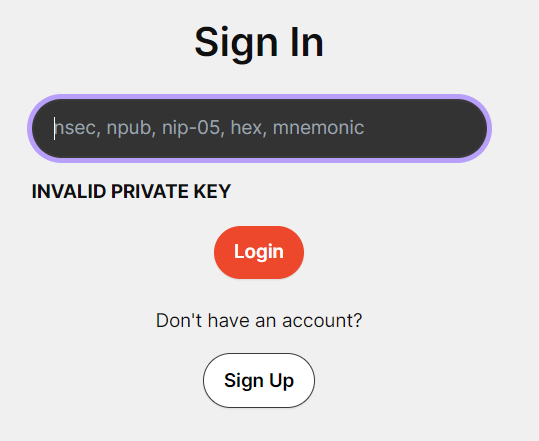 Sign In
nsec, npub, nip-05, hex, mnemonic
INVALID PRIVATE KEY
Login
Don't have an account?
Sign Up